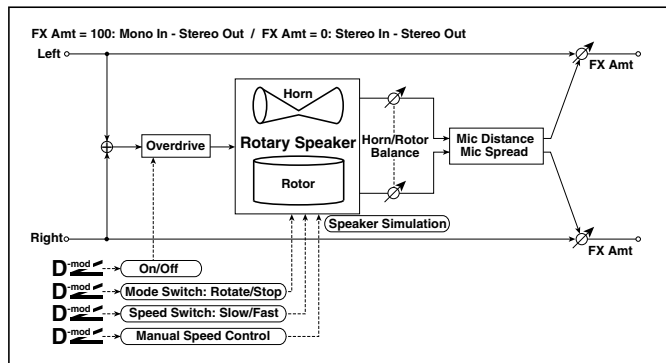 FX Amt = 100: Mono In - Stereo Out / FX Amt = 0: Stereo In - Stereo Out
Left
FX Amt
Horn
Overdrive
Rotary Speaker
Horn/Rotor
Balance
Mic Distance
Mic Spread
Rotor
Speaker Simulation
Right
FX Amt
D-mod
On/Off
D-mod
Mode Switch: Rotate/Stop
D-mod
Speed Switch: Slow/Fast
D-mod
Manual Speed Control